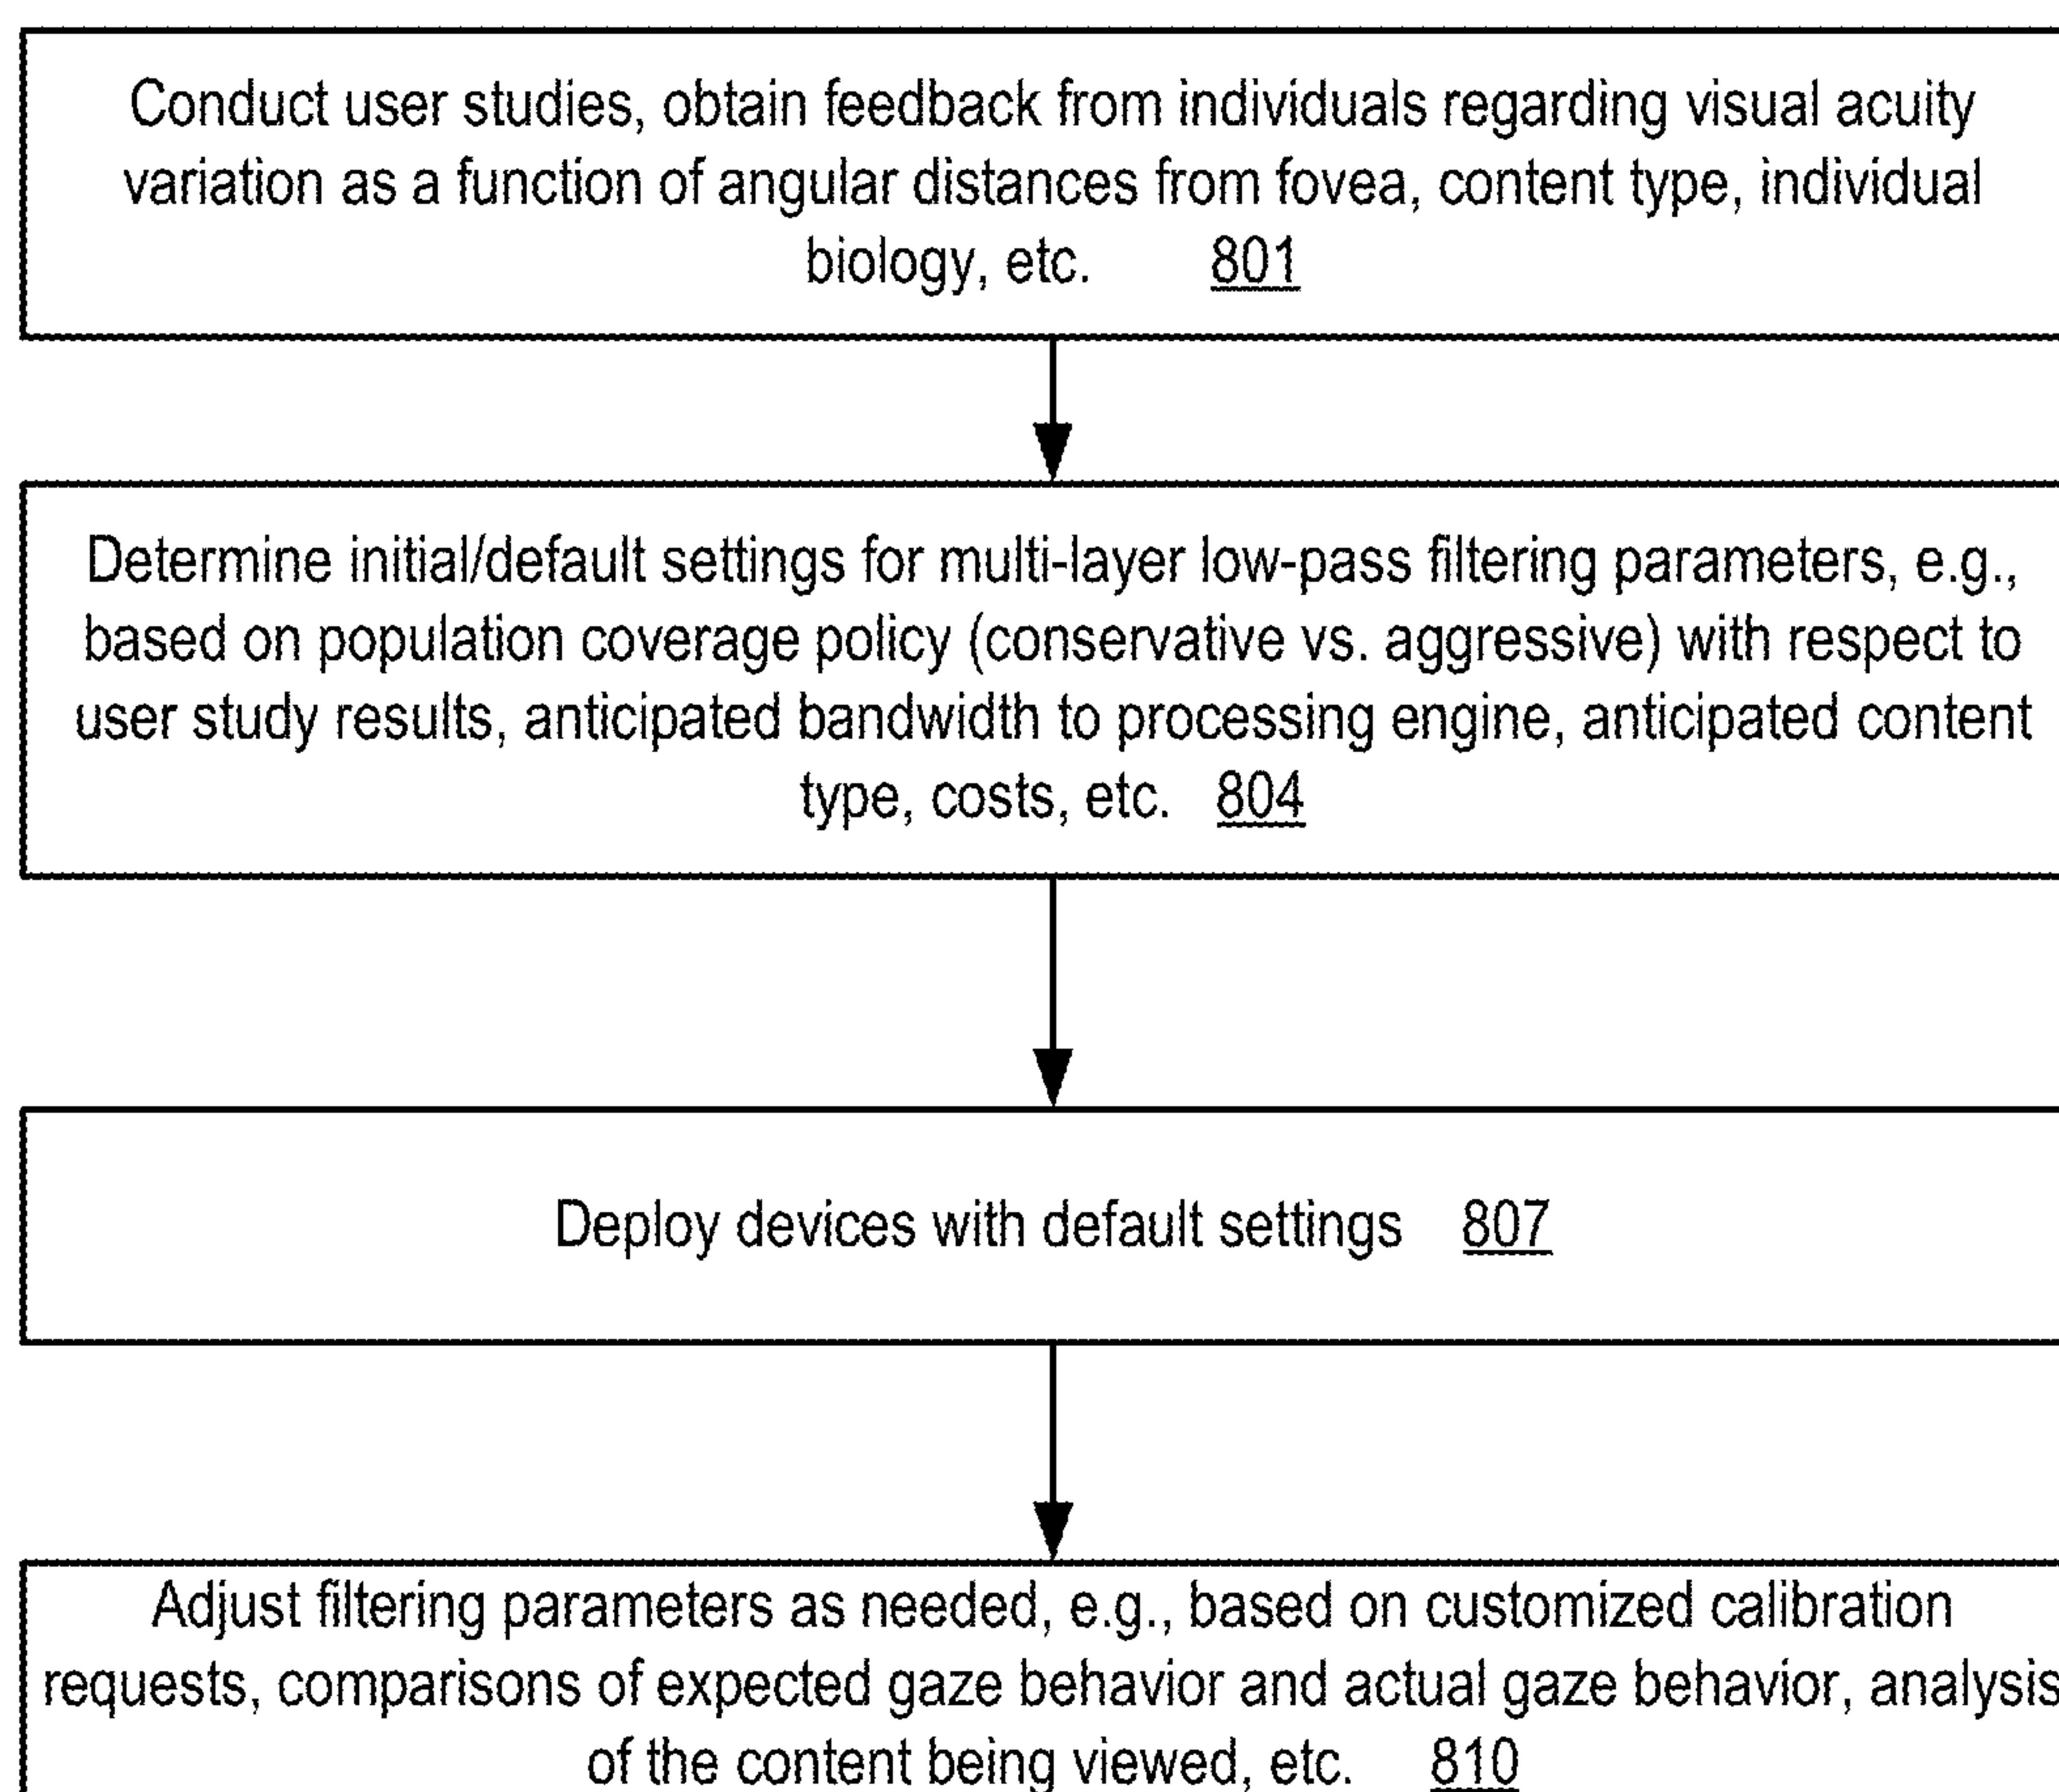 Conduct user studies, obtain feedback from individuals regarding visual acuity
variation as a function of angular distances from fovea, content type, individual
biology, etc. 801
Determine initial/default settings for multi-layer low-pass filtering parameters, e.g.,
based on population coverage policy (conservative vs. aggressive) with respect to
user study results, anticipated bandwidth to processing engine, anticipated content
type, costs, etc. 804
Deploy devices with default settings 807
Adjust filtering parameters as needed, e.g., based on customized calibration
requests, comparisons of expected gaze behavior and actual gaze behavior, analysis
of the content being viewed, etc. 810